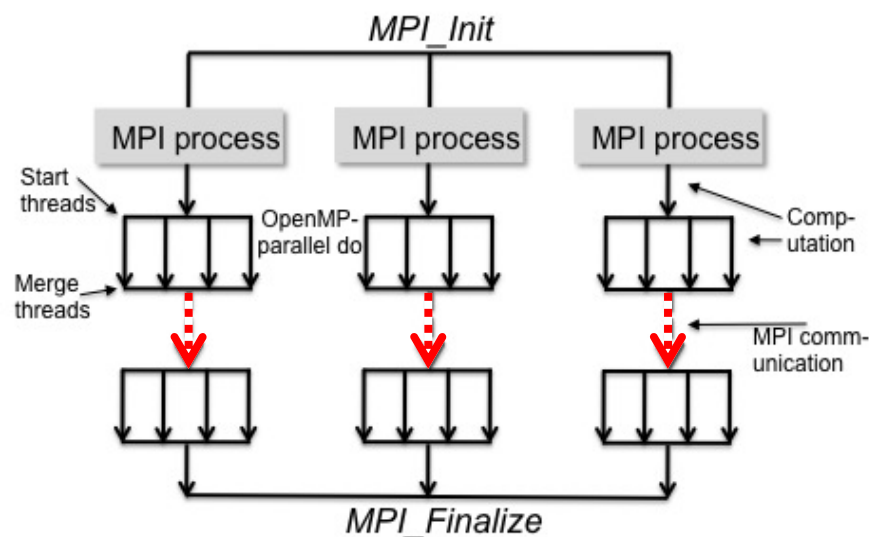 MPI_Init
MPI process
MPI process
MPI process
Start
threads
OpenMP-
parallel do
Comp-
utation
Merge
threads
MPI comm-
unication
MPI_Finalize